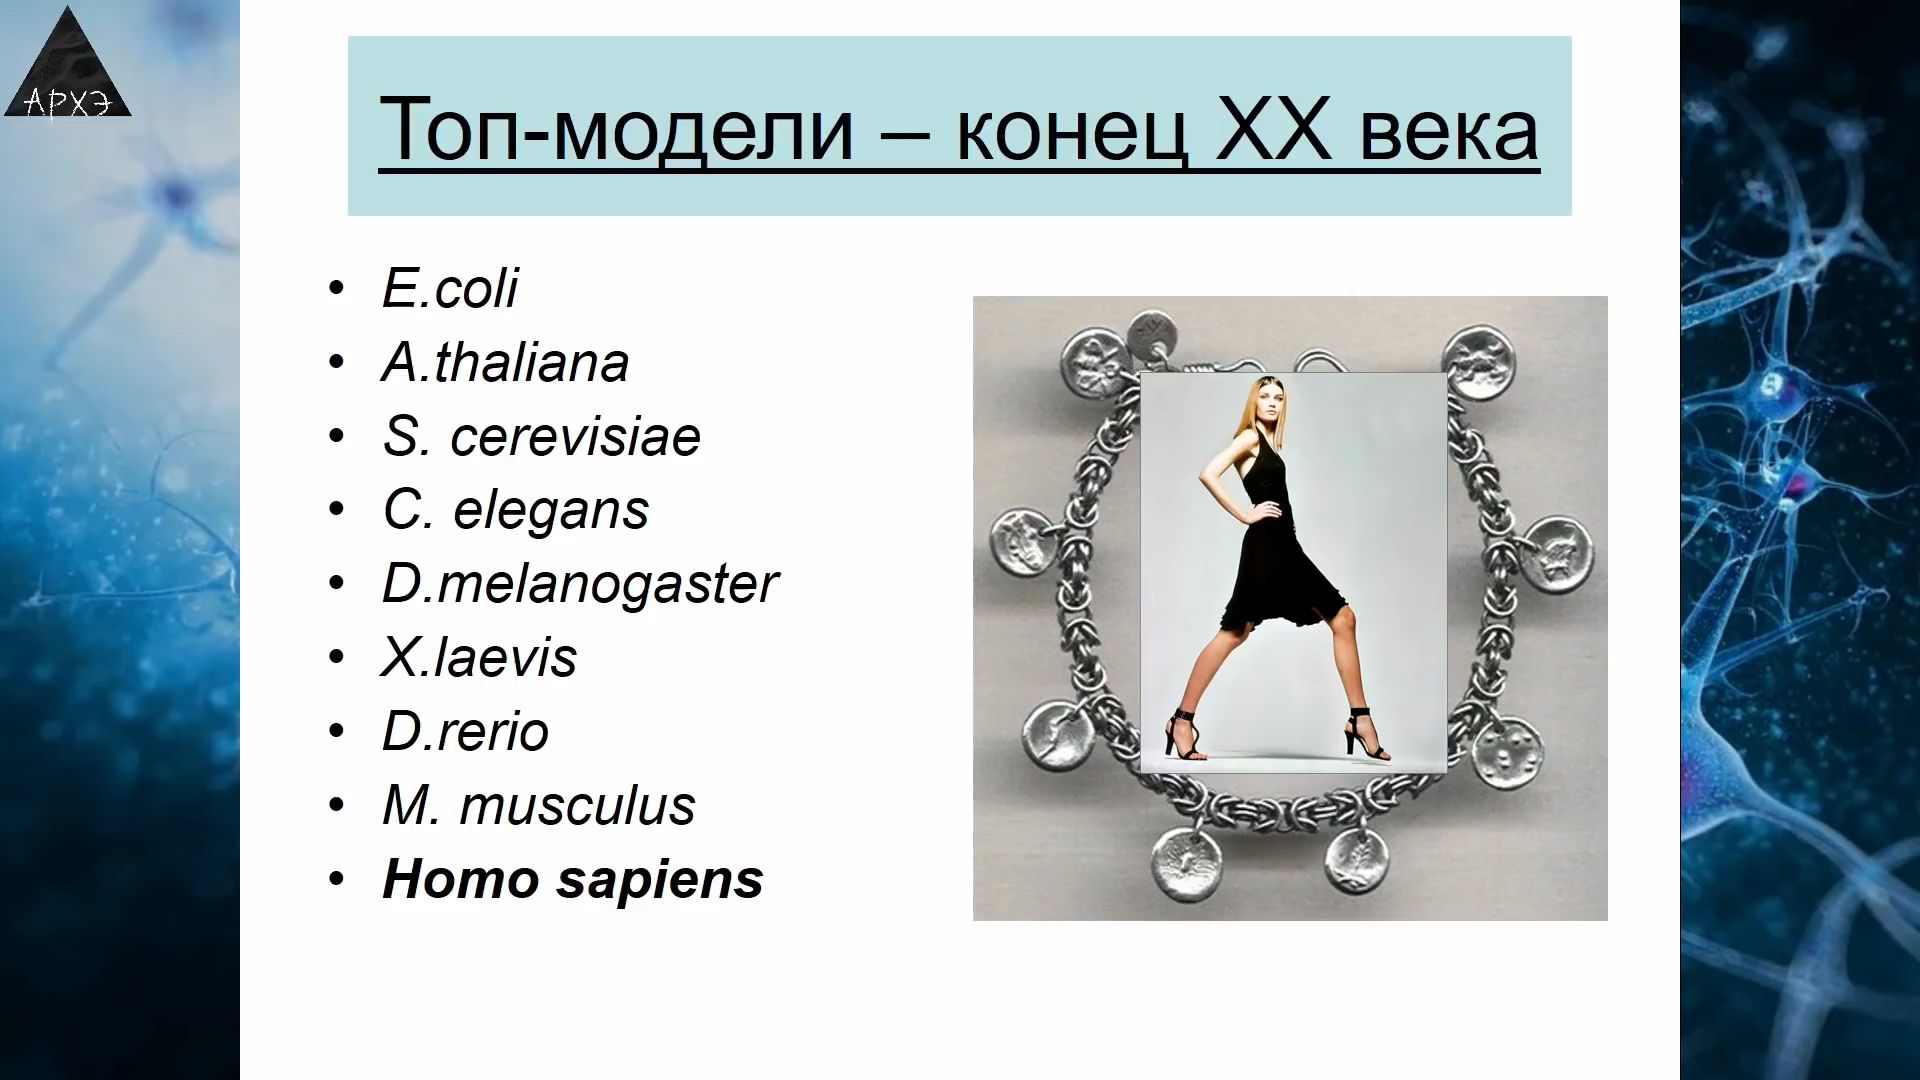 АРХЭ
Топ-модели – конец XX века
• E.coli
• A.thaliana
• S. cerevisiae
• C. elegans
• D.melanogaster
• X.laevis
• D.rerio
• M. musculus
• Homo sapiens